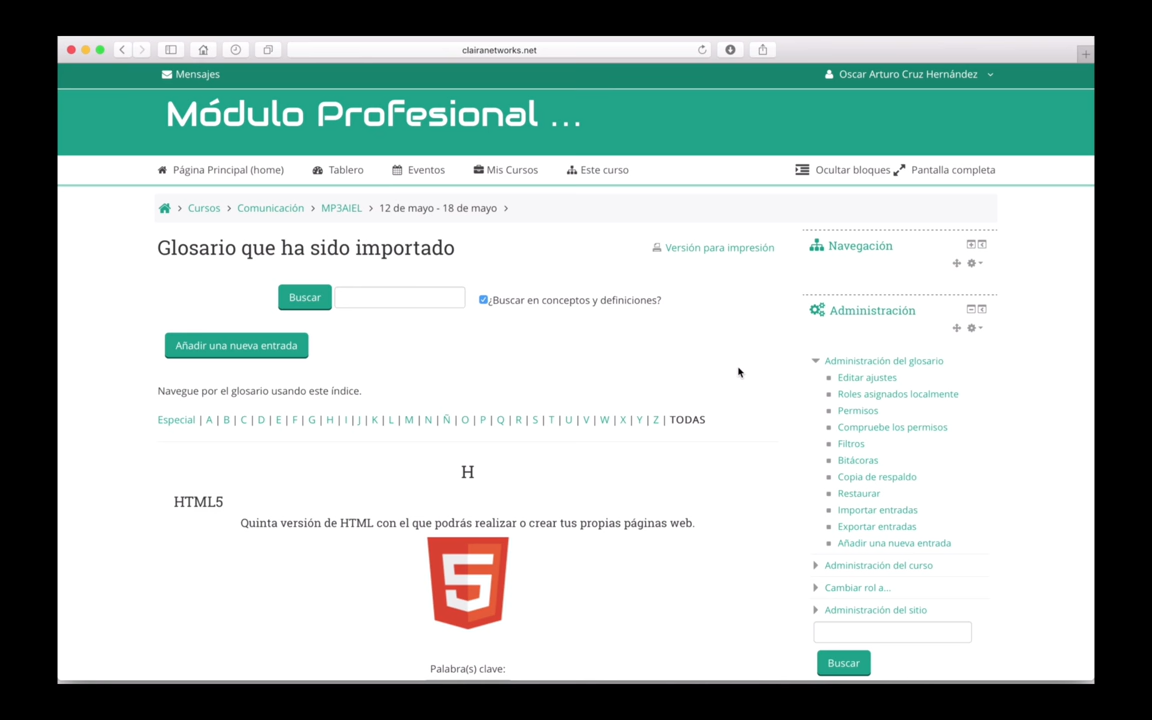 clairanetworks.net
Mensajes
Oscar Arturo Cruz Hernández
Módulo Profesional ...
Página Principal (home) Tablero Eventos Mis Cursos Este curso Ocultar bloques Pantalla completa
Cursos Comunicación MP3AIEL 12 de mayo - 18 de mayo
Glosario que ha sido importado
Versión para impresión
Buscar
¿Buscar en conceptos y definiciones?
Añadir una nueva entrada
Navegue por el glosario usando este índice.
Especial | A | B | C | D | E | F | G | H | I | J | K | L | M | N | Ñ | O | P | Q | R | S | T | U | V | W | X | Y | Z | TODAS
H
HTML5
Quinta versión de HTML con el que podrás realizar o crear tus propias páginas web.
5
Palabra(s) clave:
Navegación
Administración
Administración del glosario
Editar ajustes
Roles asignados localmente
Permisos
Compruebe los permisos
Filtros
Bitácoras
Copia de respaldo
Restaurar
Importar entradas
Exportar entradas
Añadir una nueva entrada
Administración del curso
Cambiar rol a...
Administración del sitio
Buscar